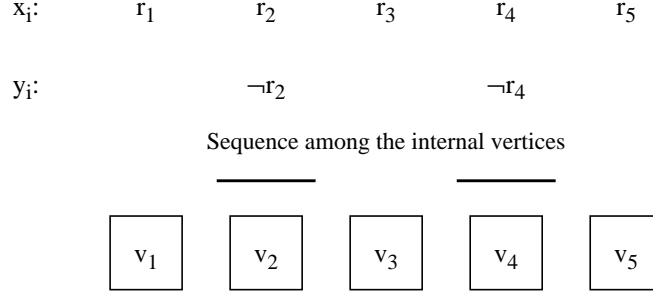 xᵢ: r₁ r₂ r₃ r₄ r₅
yᵢ: ¬r₂ ¬r₄
Sequence among the internal vertices
v₁ v₂ v₃ v₄ v₅